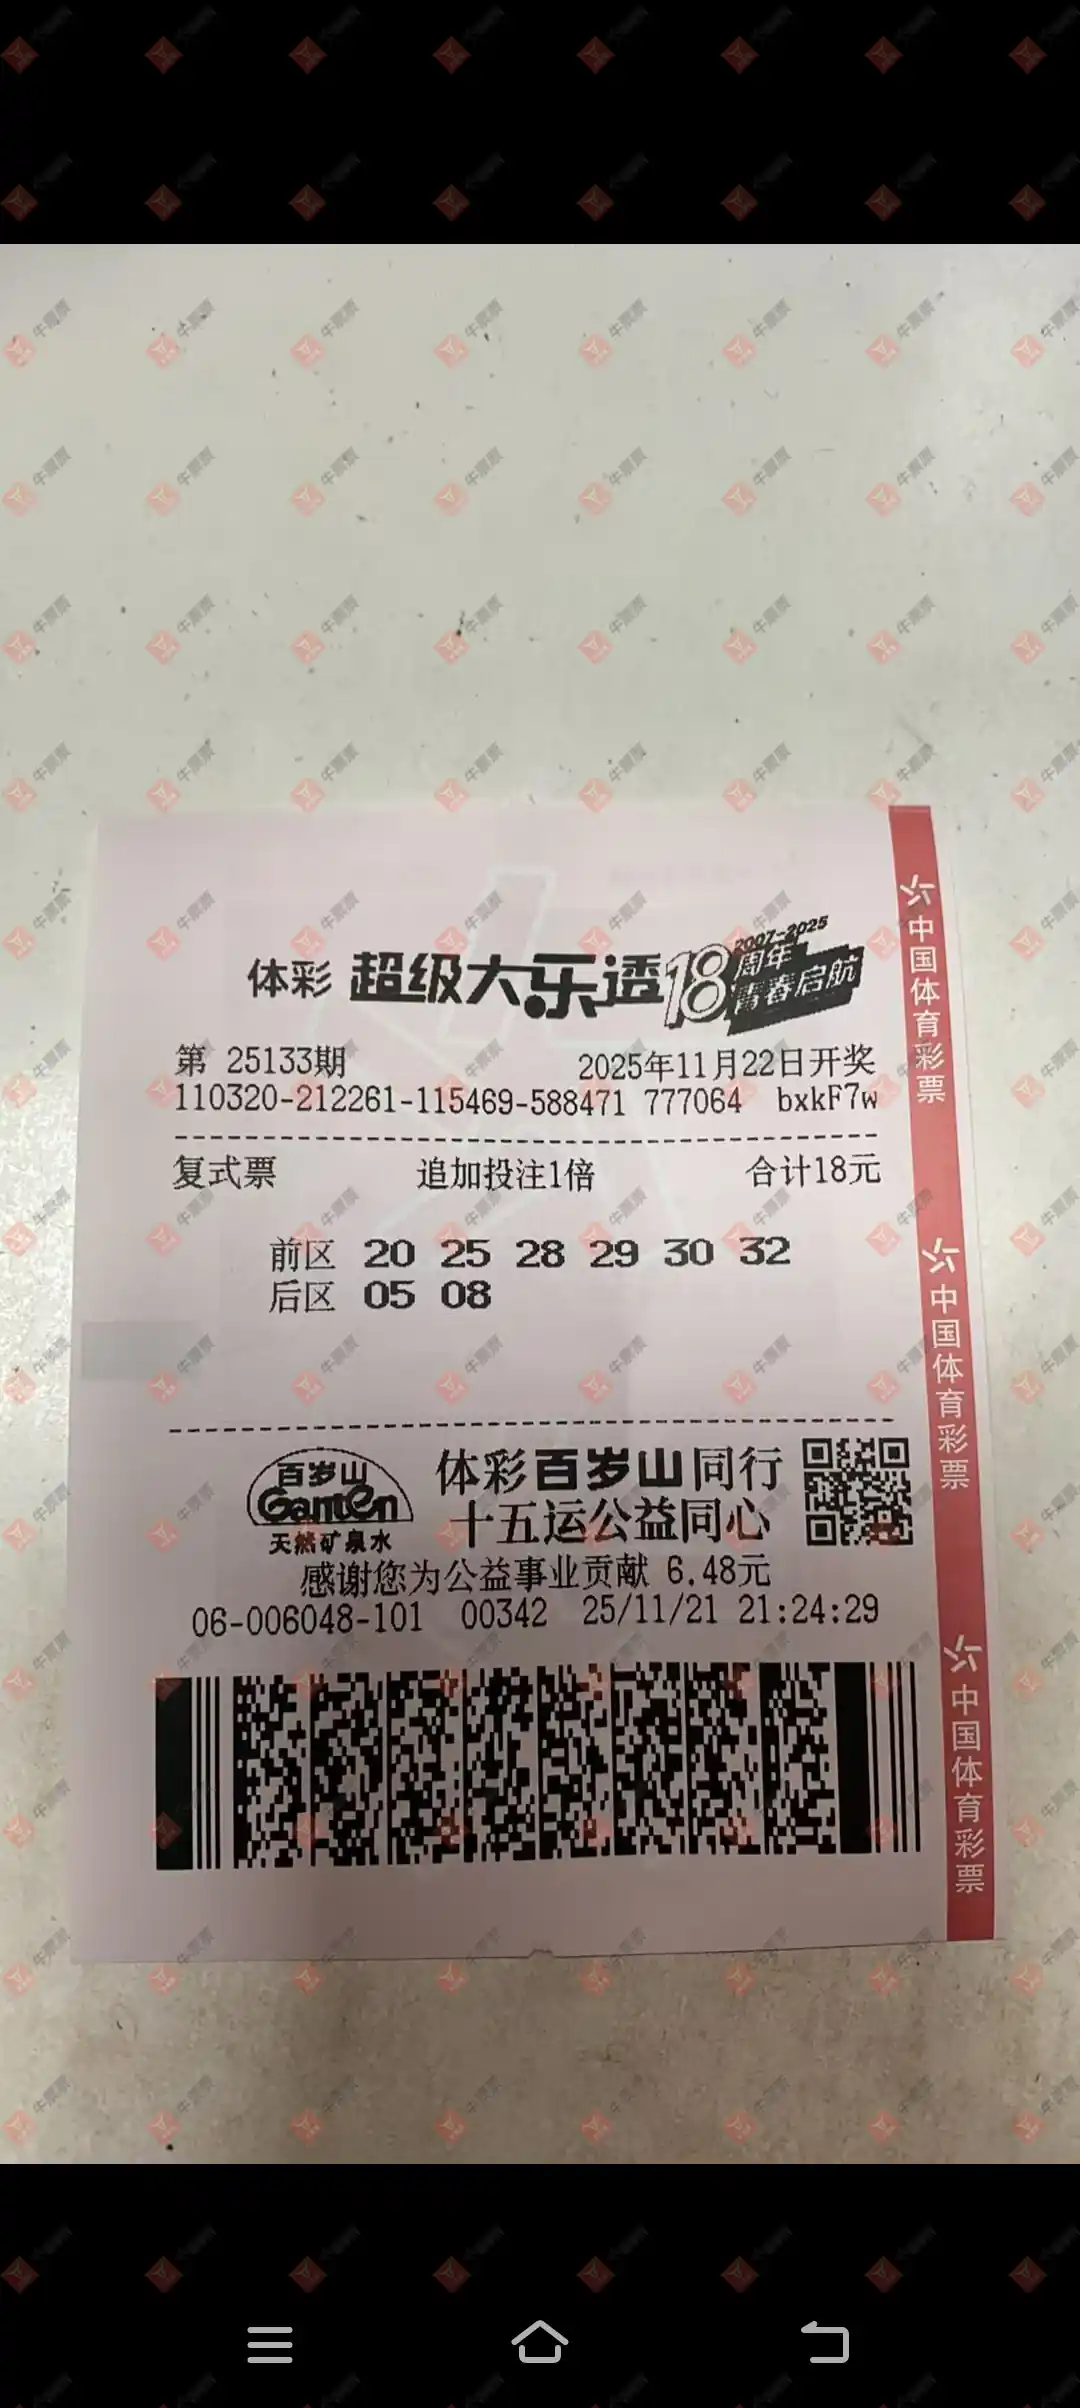 2007-2025
体彩 超级大乐透 18 周年
青春启航
第 25133期 2025年11月22日开奖
110320-212261-115469-588471 777064 bxkF7w
复式票 追加投注1倍 合计18元
前区 20 25 28 29 30 32
后区 05 08
百岁山
Ganten
天然矿泉水
体彩百岁山同行
十五运公益同心
感谢您为公益事业贡献 6.48元
06-006048-101 00342 25/11/21 21:24:29
中国体育彩票
中国体育彩票
中国体育彩票
牛票票